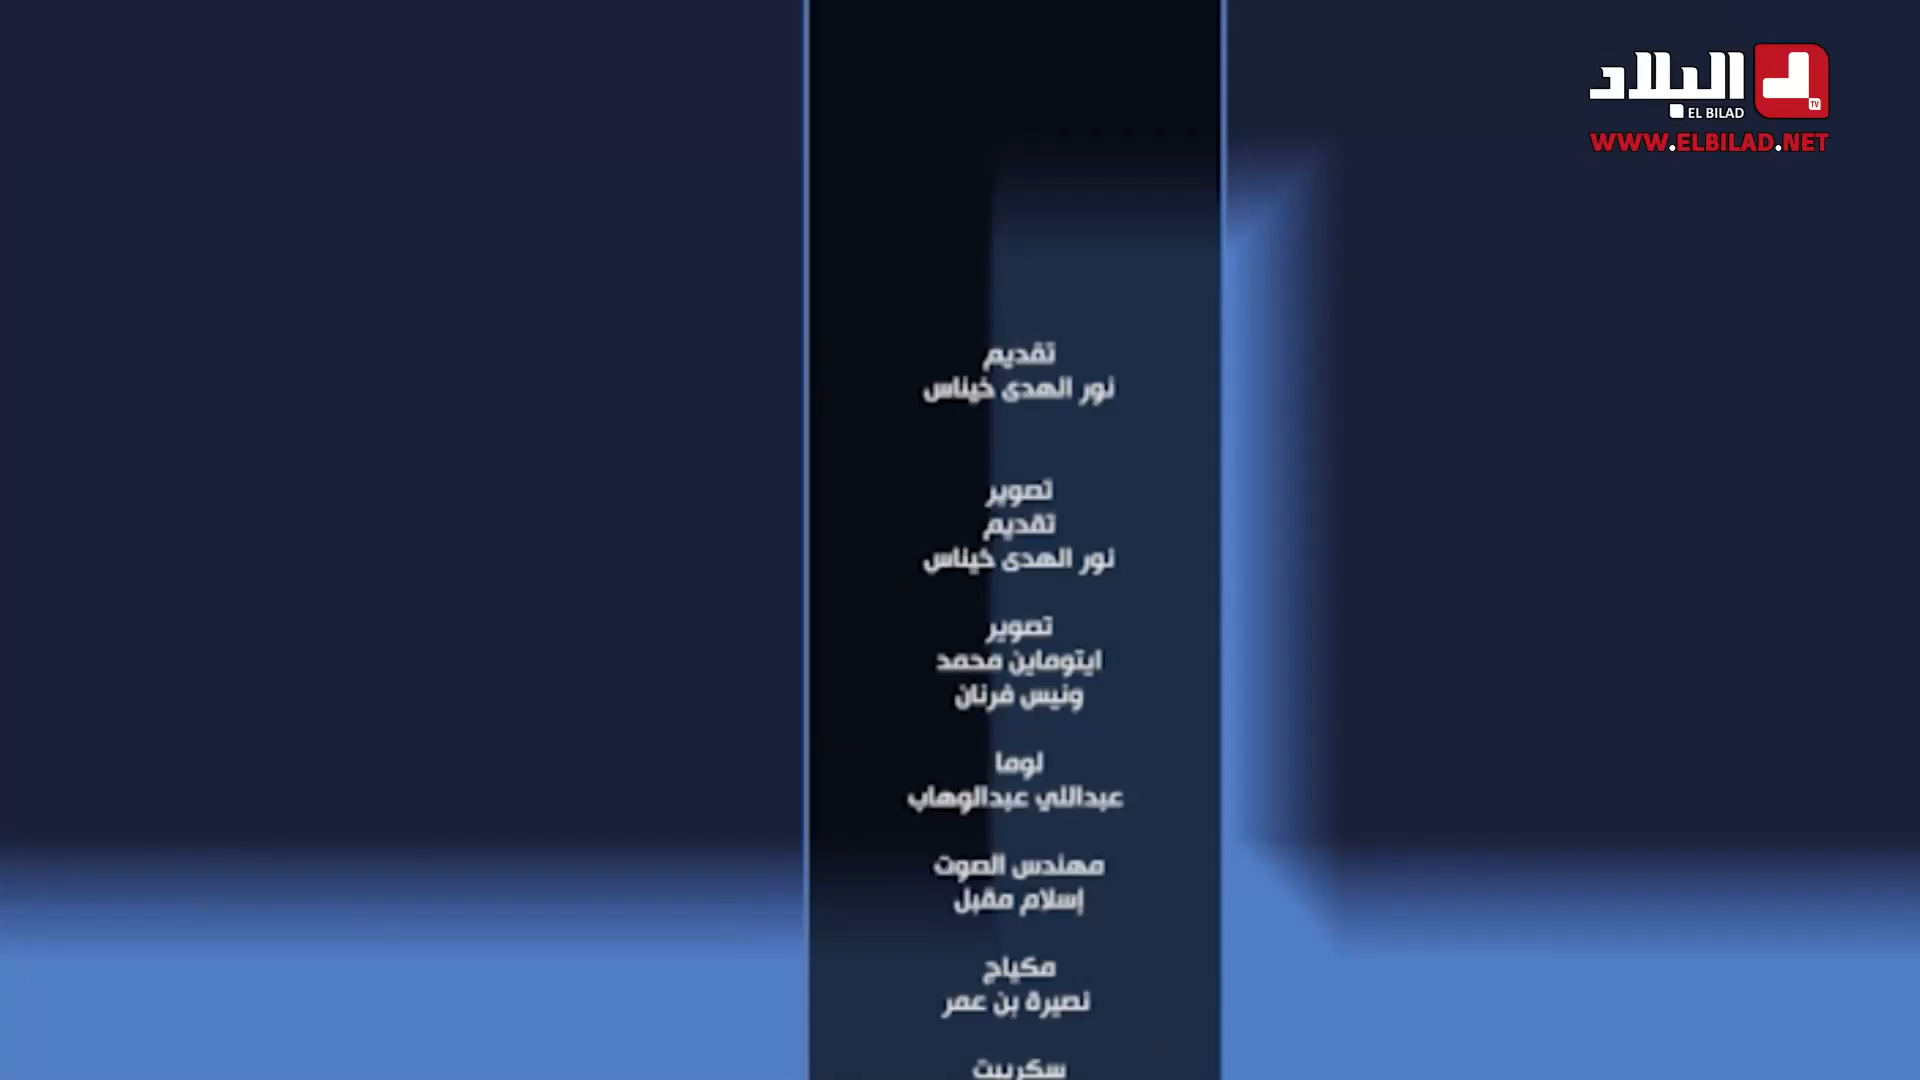 البلاد
EL BILAD
TV
WWW.ELBILAD.NET
تقديم
نور الهدى خيناس
تصوير
تقديم
نور الهدى خيناس
تصوير
ايتوماين محمد
ونيس فرنان
لوما
عبداللي عبدالوهاب
مهندس الصوت
إسلام مقبل
مكياج
نصيرة بن عمر
سكريبت